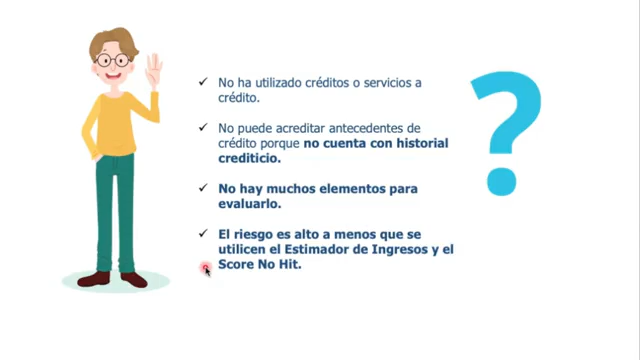 No ha utilizado créditos o servicios a
crédito.
No puede acreditar antecedentes de
crédito porque no cuenta con historial
crediticio.
No hay muchos elementos para
evaluarlo.
El riesgo es alto a menos que se
utilicen el Estimador de Ingresos y el
Score No Hit.
?